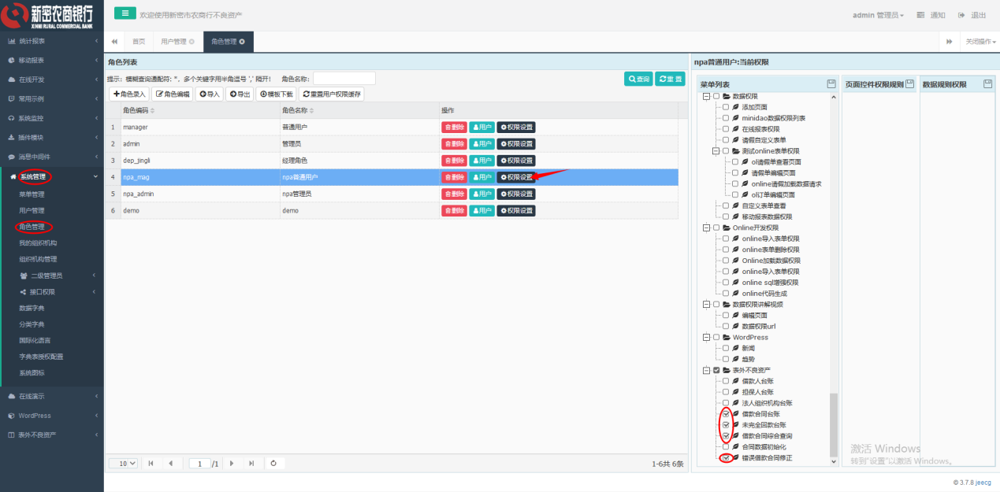 新密农商银行
XINMI RURAL COMMERCIAL BANK
欢迎使用新密市农商行不良资产
admin 管理员
通知
退出
统计报表
移动报表
在线开发
常用示例
系统监控
插件模块
消息中间件
系统管理
菜单管理
用户管理
角色管理
我的组织机构
组织机构管理
二级管理员
接口权限
数据字典
分类字典
国际化语言
字典表授权配置
系统图标
在线演示
WordPress
表外不良资产
首页
用户管理
角色管理
关闭操作
角色列表
提示: 模糊查询通配符: *, 多个关键字用半角逗号 ',' 隔开!
角色名称:
查询
重置
角色录入
角色编辑
导入
导出
模板下载
重置用户权限缓存
角色编码 角色名称 操作
1 manager 普通用户 删除 用户 权限设置
2 admin 管理员 删除 用户 权限设置
3 dep_jingli 经理角色 删除 用户 权限设置
4 npa_mag npa普通用户 删除 用户 权限设置
5 npa_admin npa管理员 删除 用户 权限设置
6 demo demo 删除 用户 权限设置
10 1 /1
1-6共 6条
npa普通用户:当前权限
菜单列表
页面控件权限规则
数据规则权限
数据权限
添加页面
minidao数据权限列表
在线报表权限
请假自定义表单
测试online表单权限
ol请假单查看页面
请假单编辑页面
online请假加载数据请求
ol订单编辑页面
自定义表单查看
移动报表数据权限
Online开发权限
online导入表单权限
online表单删除权限
Online加载数据权限
online导入表单权限
online sql增强权限
online代码生成
数据权限讲解视频
编辑页面
数据权限url
WordPress
新闻
趋势
表外不良资产
借款人台账
担保人台账
法人组织机构台账
借款合同台账
未完全回款台账
借款合同综合查询
合同数据初始化
错误借款合同修正
激活 Windows
转到"设置"以激活 Windows。
© 3.7.8 jeecg